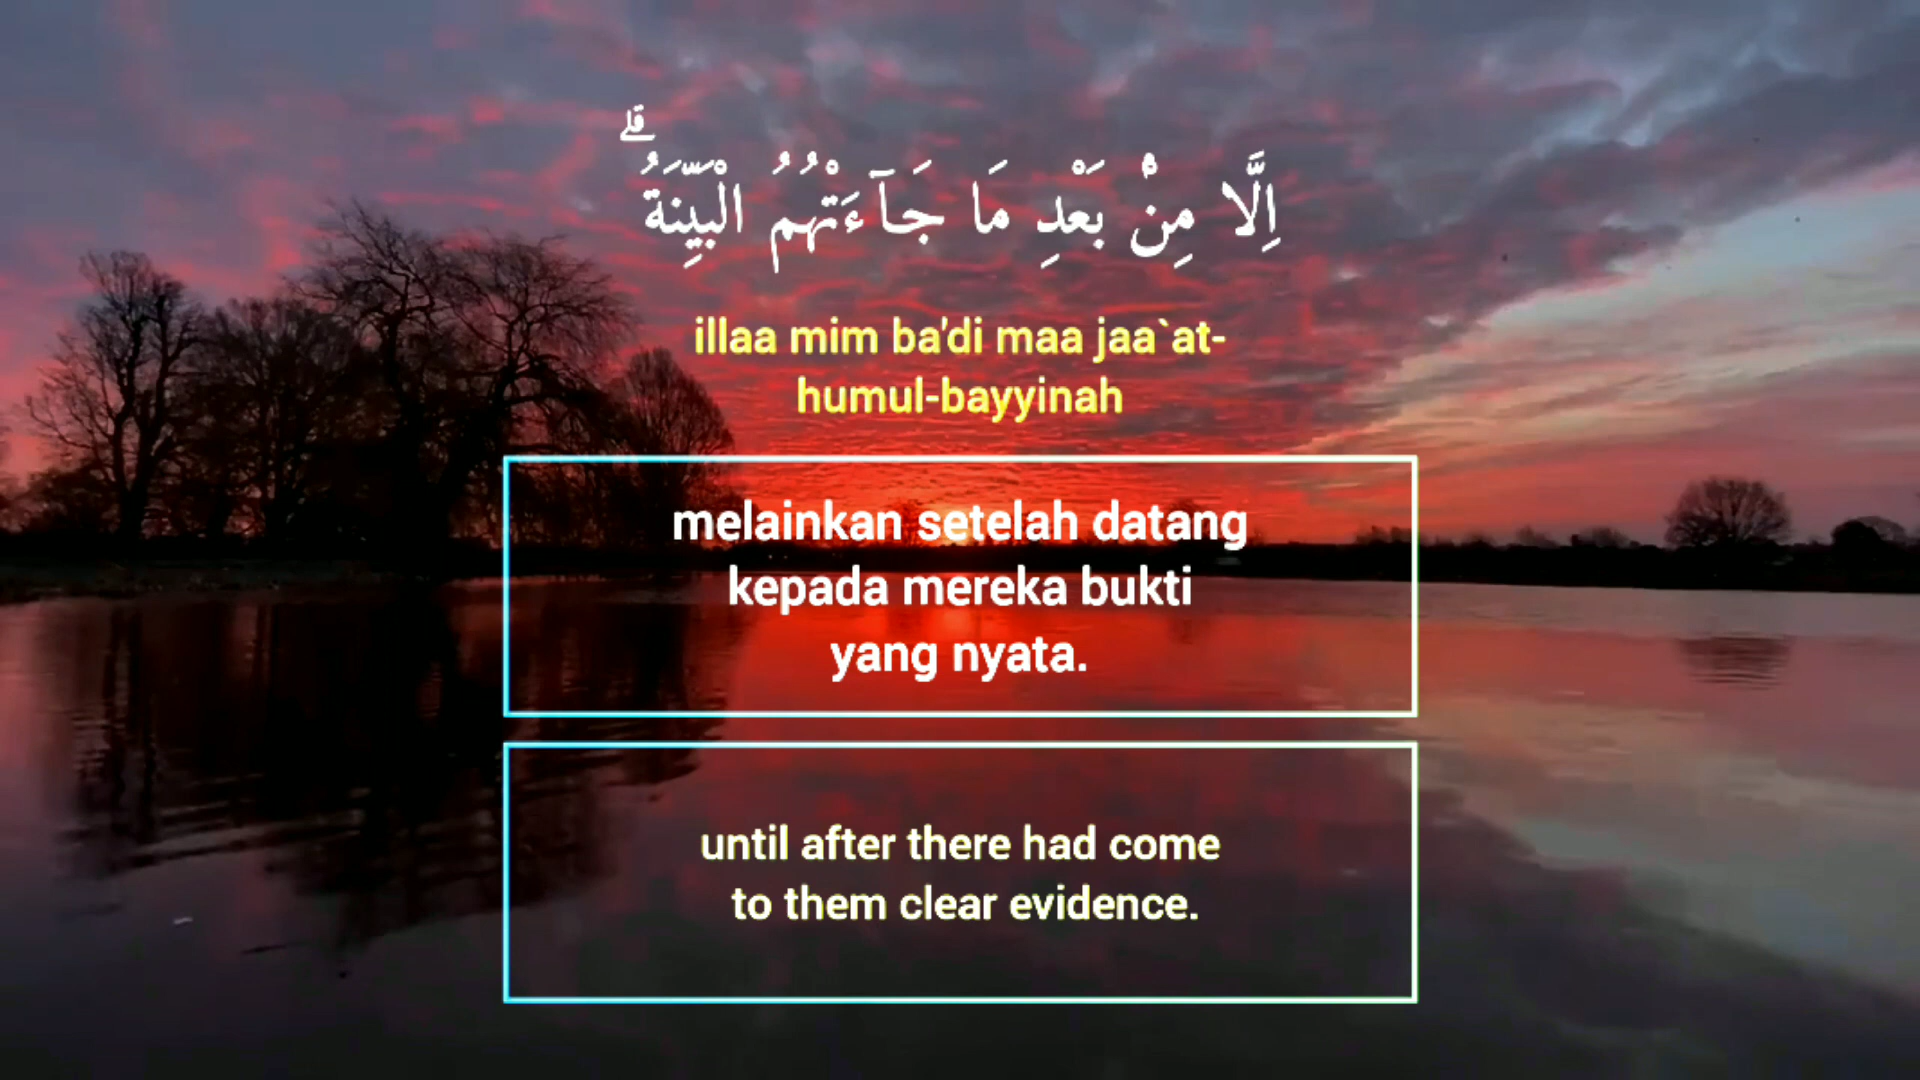 اِلَّا مِنْۢ بَعْدِ مَا جَآءَتْهُمُ الْبَيِّنَةُ ۗ
illaa mim ba'di maa jaa`at-
humul-bayyinah
melainkan setelah datang
kepada mereka bukti
yang nyata.
until after there had come
to them clear evidence.